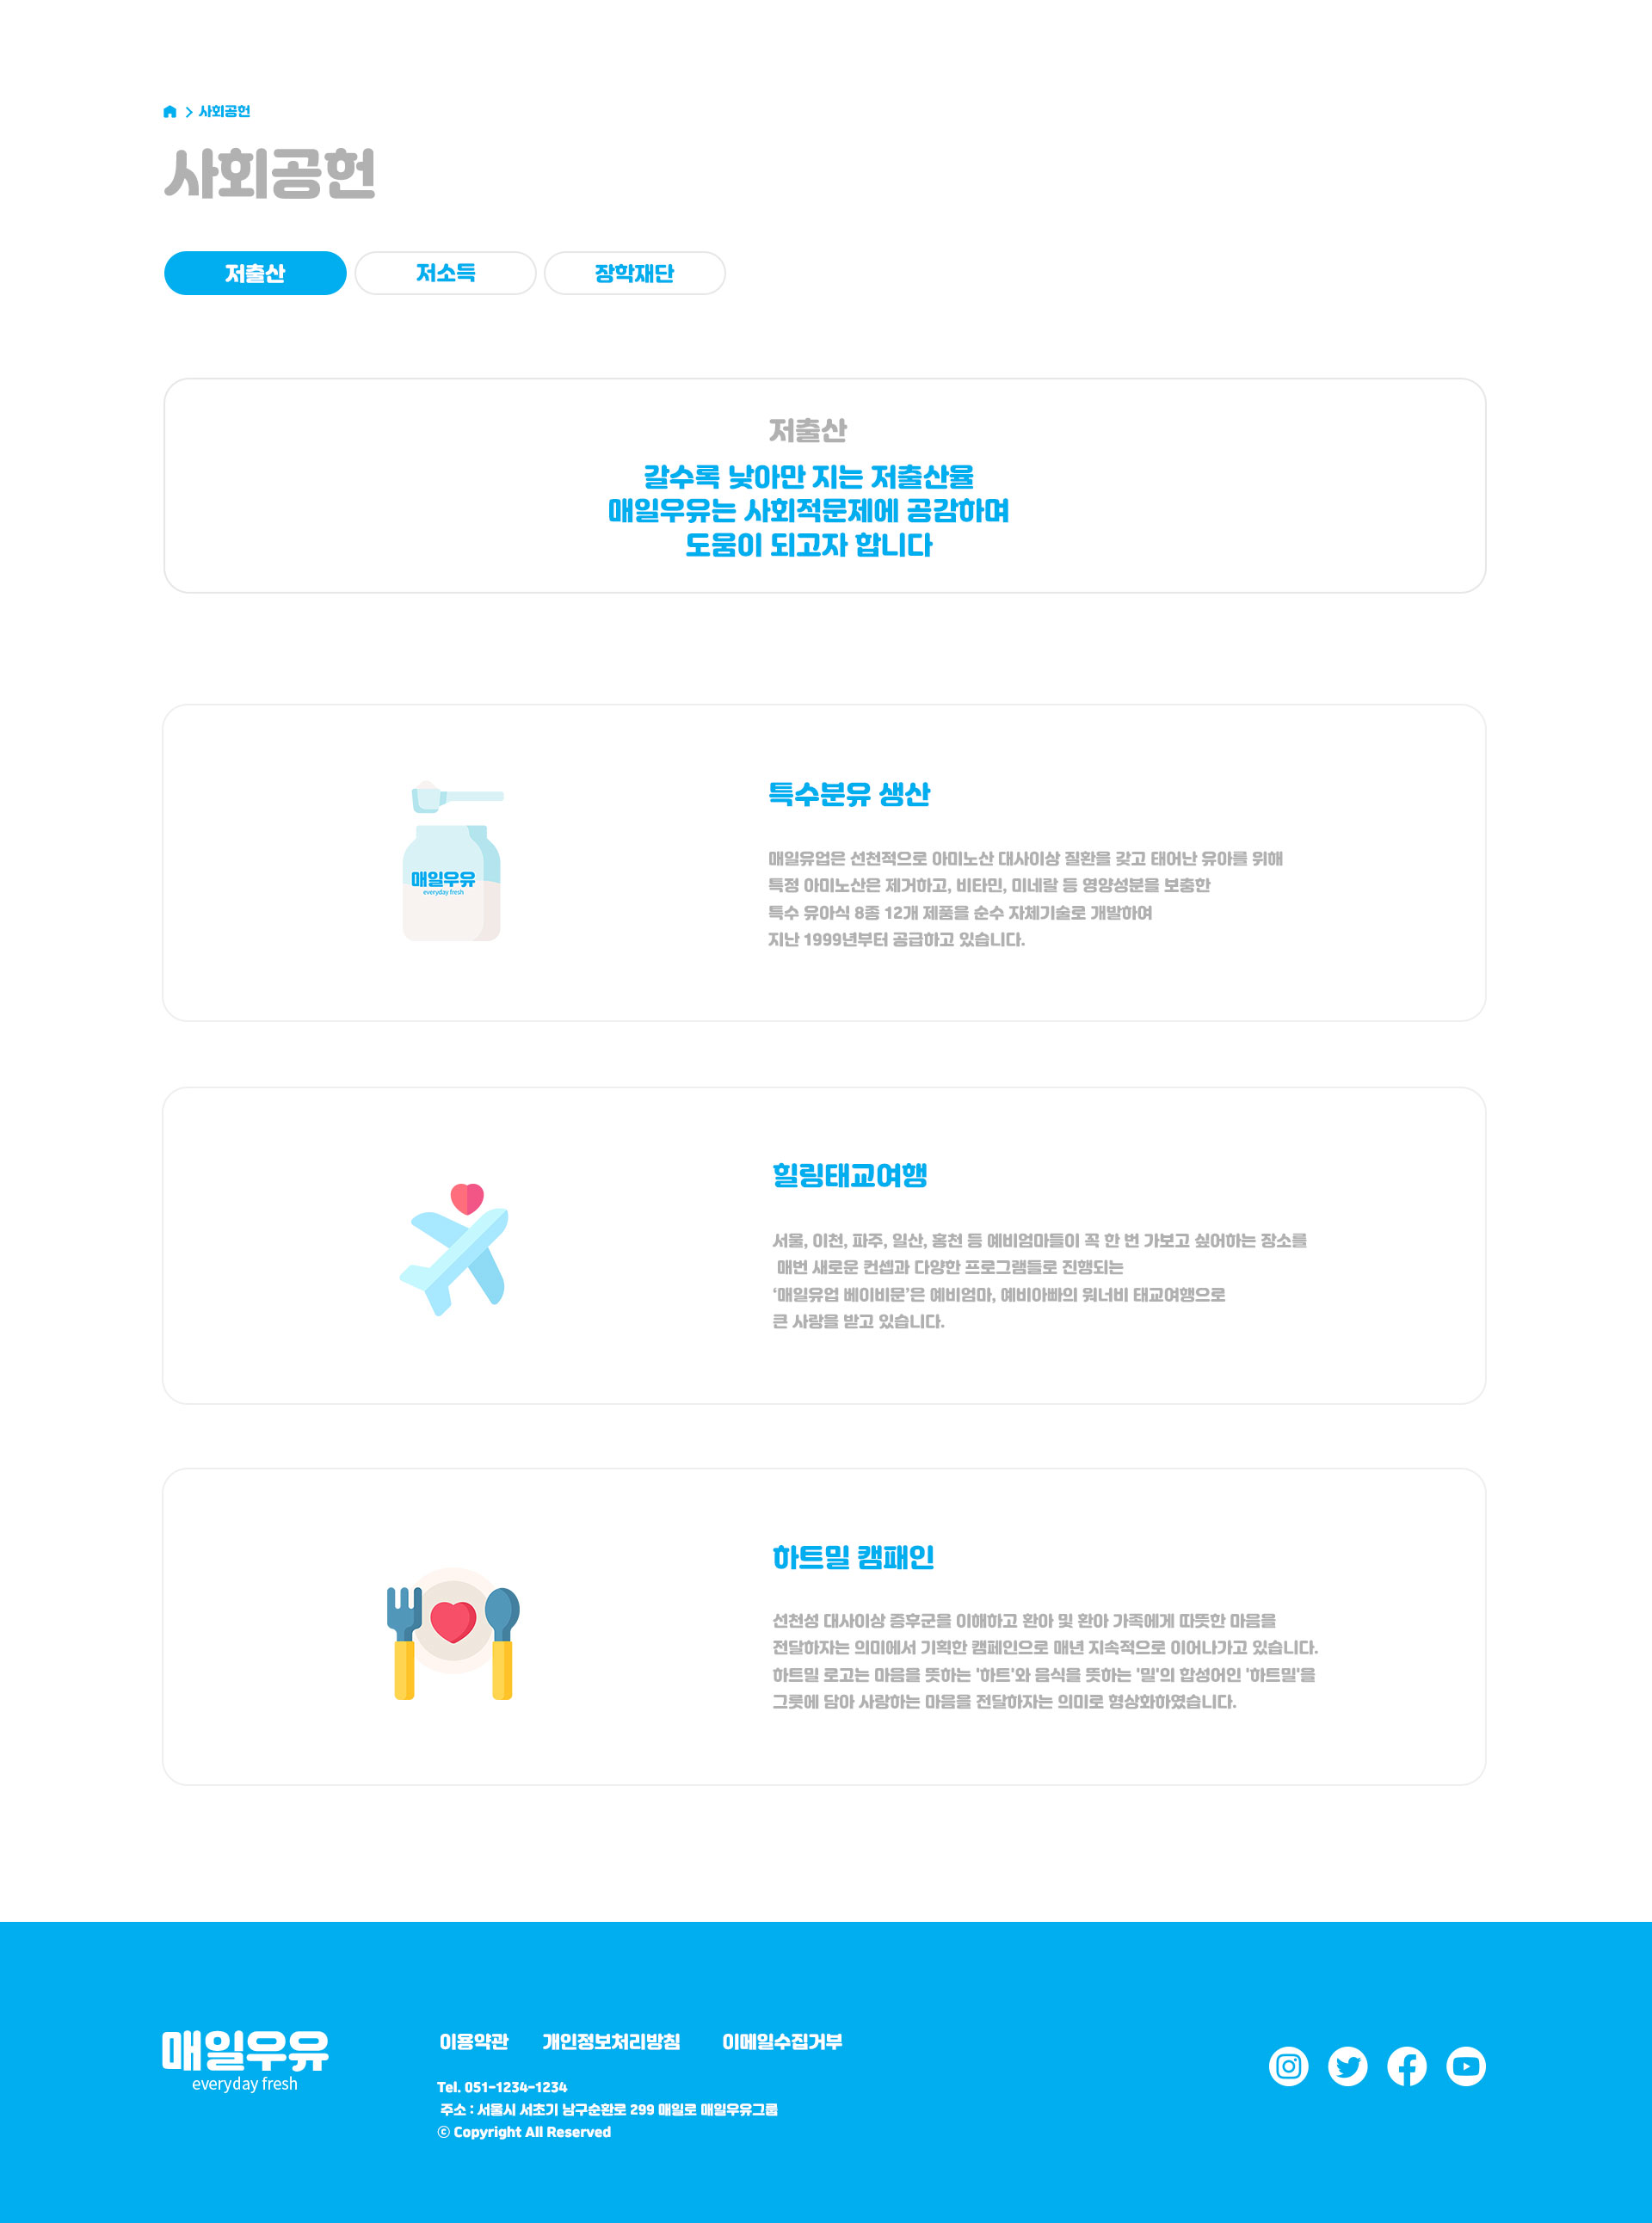 사회공헌
사회공헌
저출산 저소득 장학재단
저출산
갈수록 낮아만 지는 저출산율
매일우유는 사회적문제에 공감하며
도움이 되고자 합니다
매일우유
everyday fresh
특수분유 생산
매일유업은 선천적으로 아미노산 대사이상 질환을 갖고 태어난 유아를 위해
특정 아미노산은 제거하고, 비타민, 미네랄 등 영양성분을 보충한
특수 유아식 8종 12개 제품을 순수 자체기술로 개발하여
지난 1999년부터 공급하고 있습니다.
힐링태교여행
서울, 이천, 파주, 일산, 홍천 등 예비엄마들이 꼭 한 번 가보고 싶어하는 장소를
매번 새로운 컨셉과 다양한 프로그램들로 진행되는
‘매일유업 베이비문’은 예비엄마, 예비아빠의 워너비 태교여행으로
큰 사랑을 받고 있습니다.
하트밀 캠패인
선천성 대사이상 증후군을 이해하고 환아 및 환아 가족에게 따뜻한 마음을
전달하자는 의미에서 기획한 캠페인으로 매년 지속적으로 이어나가고 있습니다.
하트밀 로고는 마음을 뜻하는 '하트'와 음식을 뜻하는 '밀'의 합성어인 '하트밀'을
그릇에 담아 사랑하는 마음을 전달하자는 의미로 형상화하였습니다.
매일우유
everyday fresh
이용약관 개인정보처리방침 이메일수집거부
Tel. 051-1234-1234
주소 : 서울시 서초기 남구순환로 299 매일로 매일우유그룹
ⓒ Copyright All Reserved